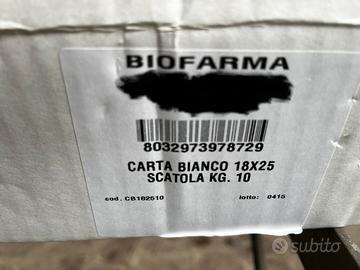 BIOFARMA
8032973978729
CARTA BIANCO 18X25
SCATOLA KG. 10
cod. CB182510 lotto: 0415
subito